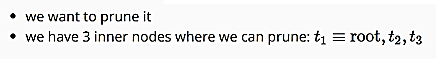 • we want to prune it
• we have 3 inner nodes where we can prune: t₁ ≡ root, t₂, t₃